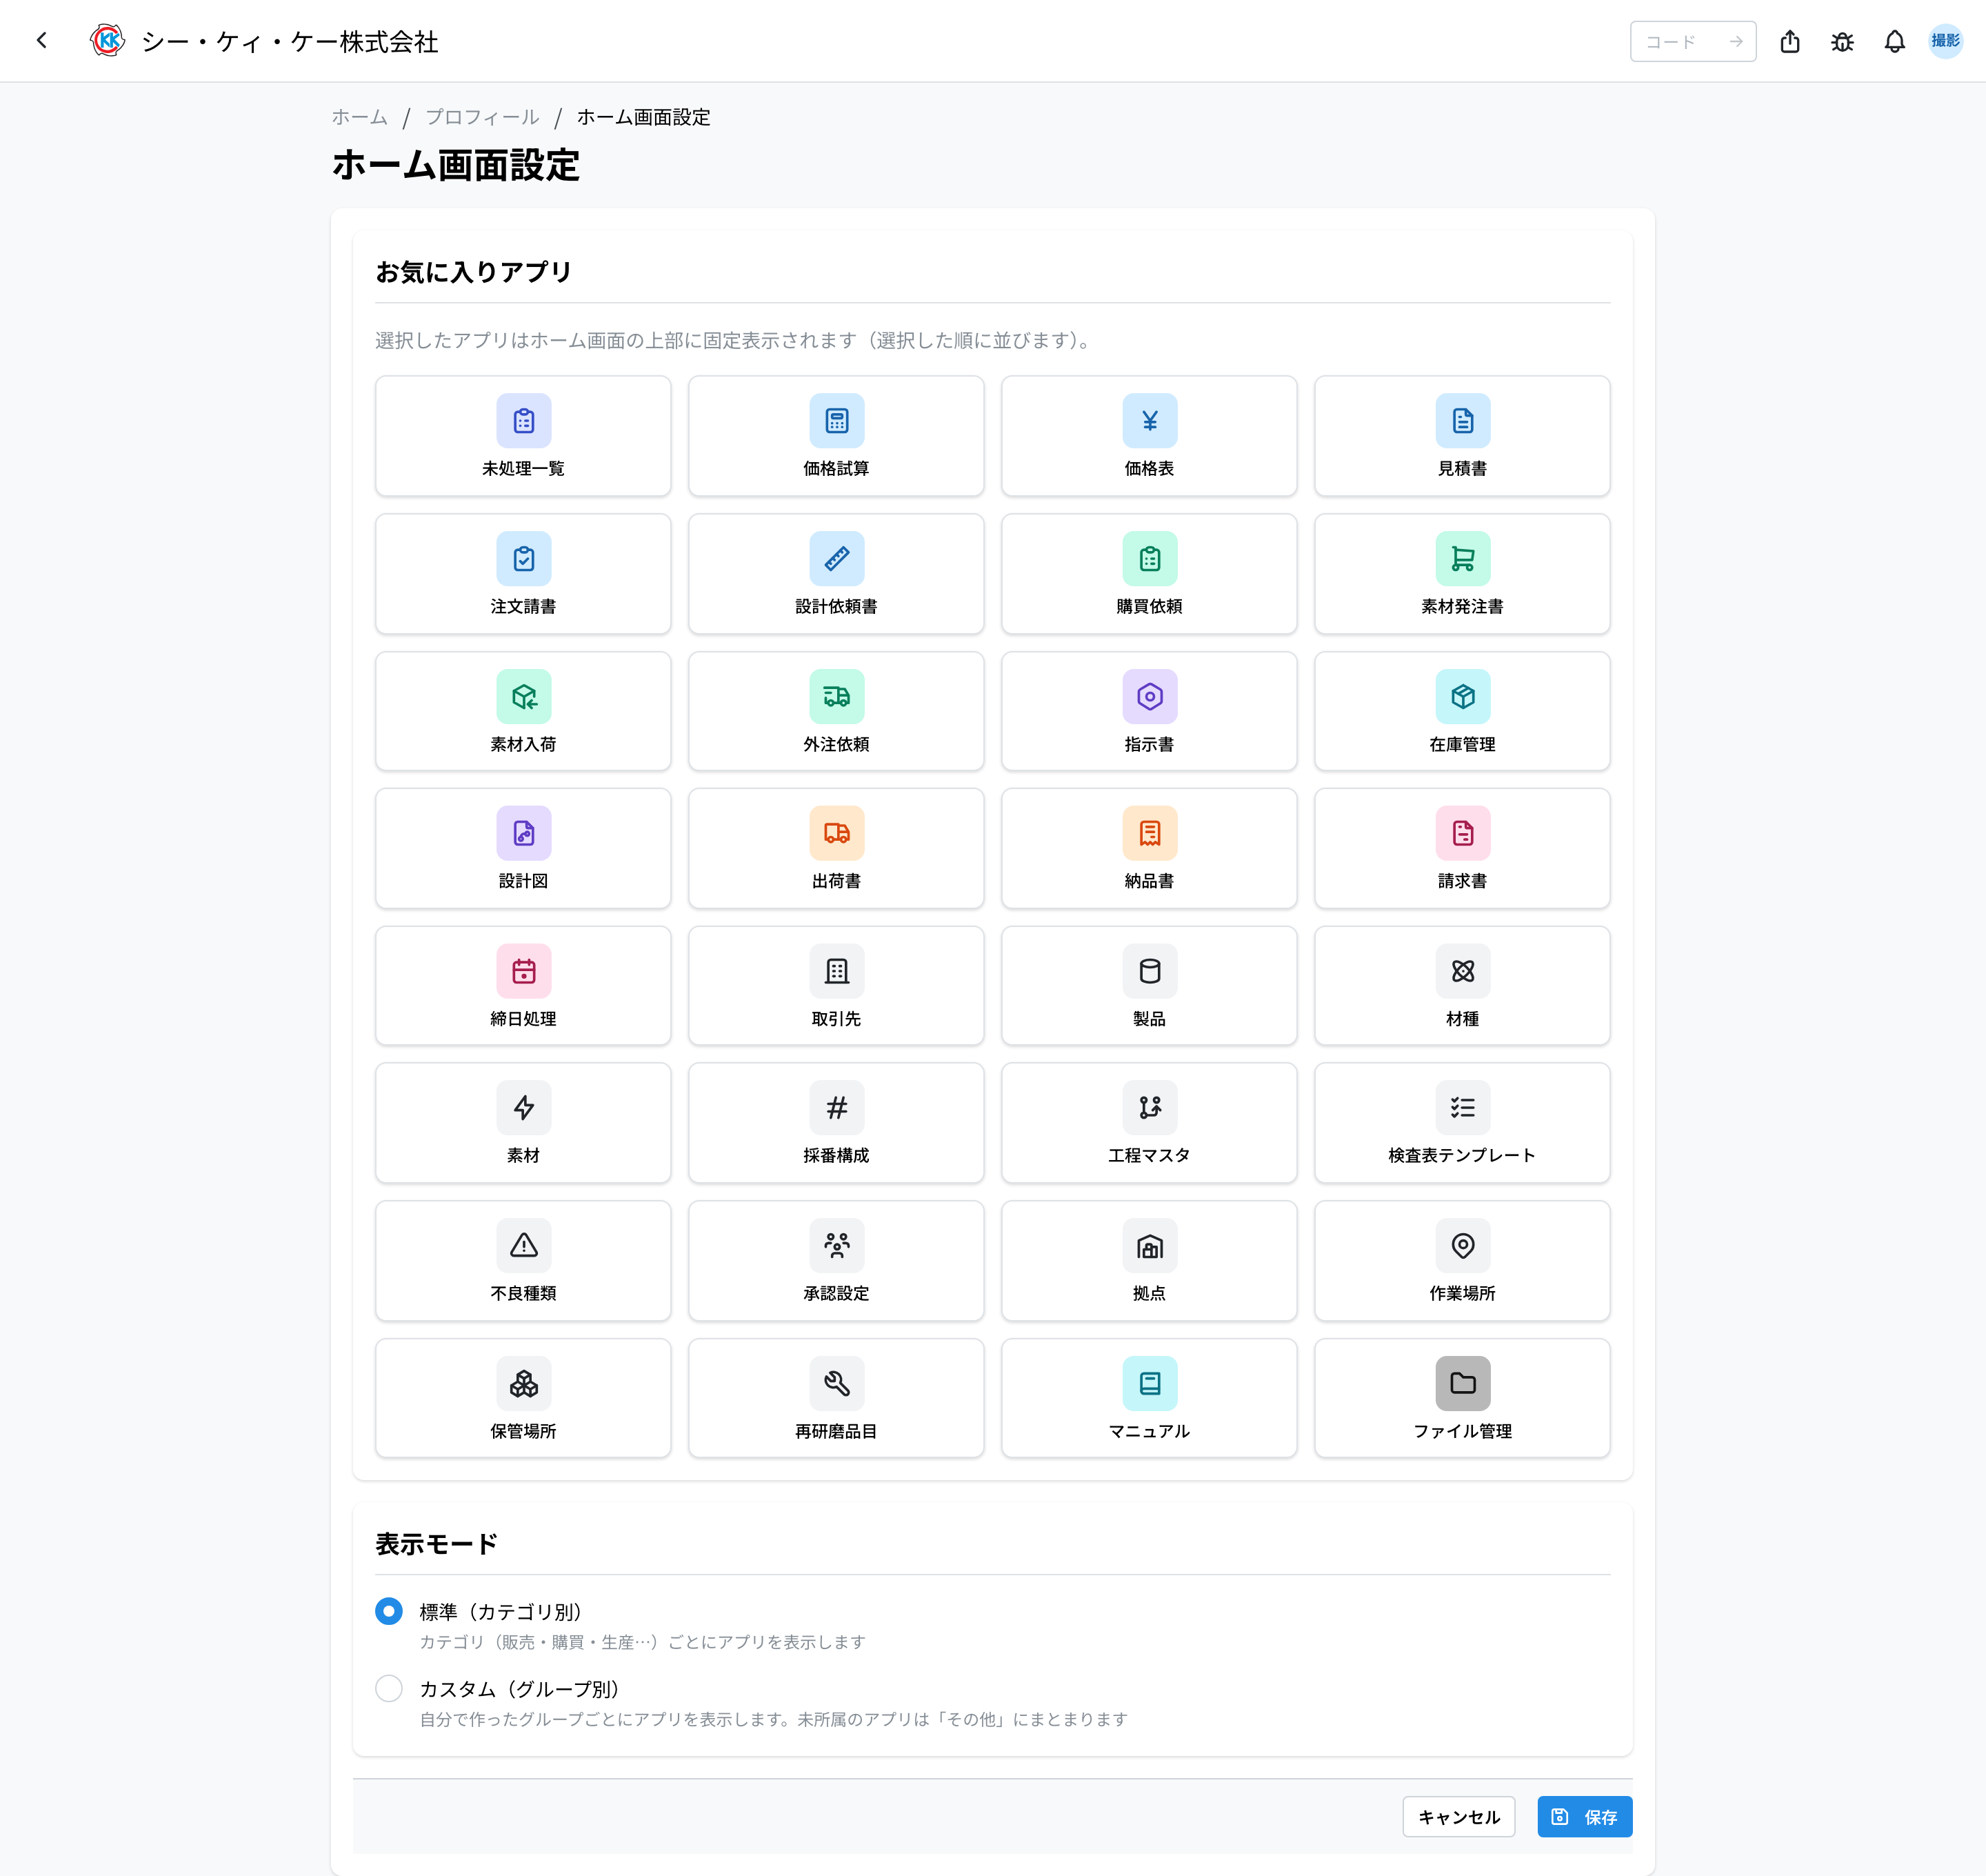 シー・ケィ・ケー株式会社
コード
撮影
ホーム / プロフィール / ホーム画面設定
ホーム画面設定
お気に入りアプリ
選択したアプリはホーム画面の上部に固定表示されます（選択した順に並びます）。
未処理一覧
価格試算
価格表
見積書
注文請書
設計依頼書
購買依頼
素材発注書
素材入荷
外注依頼
指示書
在庫管理
設計図
出荷書
納品書
請求書
締日処理
取引先
製品
材種
素材
採番構成
工程マスタ
検査表テンプレート
不良種類
承認設定
拠点
作業場所
保管場所
再研磨品目
マニュアル
ファイル管理
表示モード
標準（カテゴリ別）
カテゴリ（販売・購買・生産…）ごとにアプリを表示します
カスタム（グループ別）
自分で作ったグループごとにアプリを表示します。未所属のアプリは「その他」にまとまります
キャンセル
保存